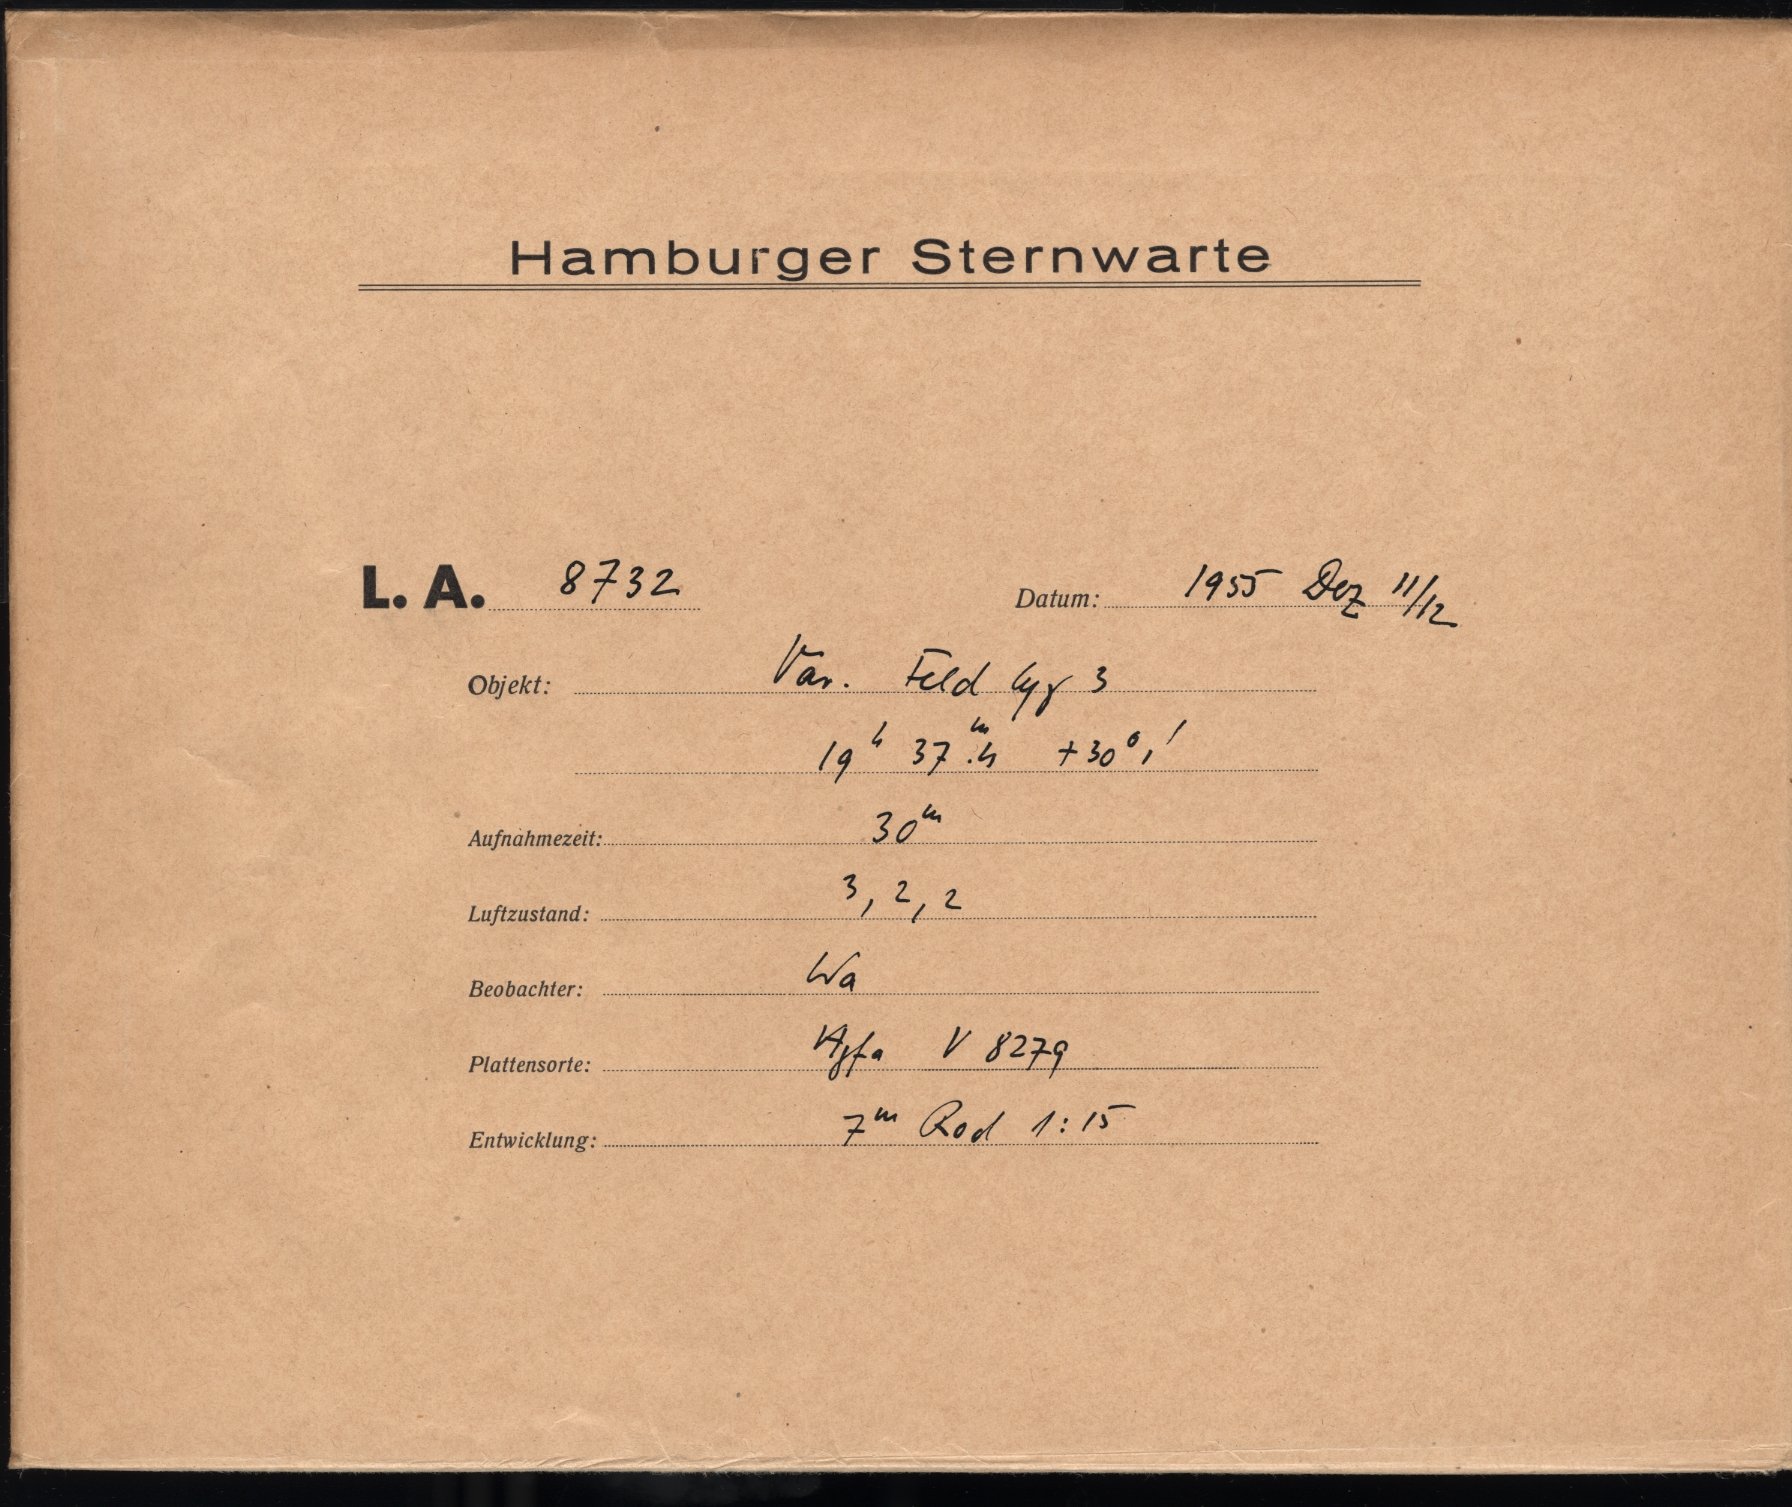 Hamburger Sternwarte
L. A. 8732 Datum: 1955 Dez 11/12
Objekt: Var. Feld Cyg 3
19h 37m.4 +30° 1'
Aufnahmezeit: 30m
Luftzustand: 3, 2, 2
Beobachter: Wa
Plattensorte: Agfa V 8279
Entwicklung: 7m Rod 1:15